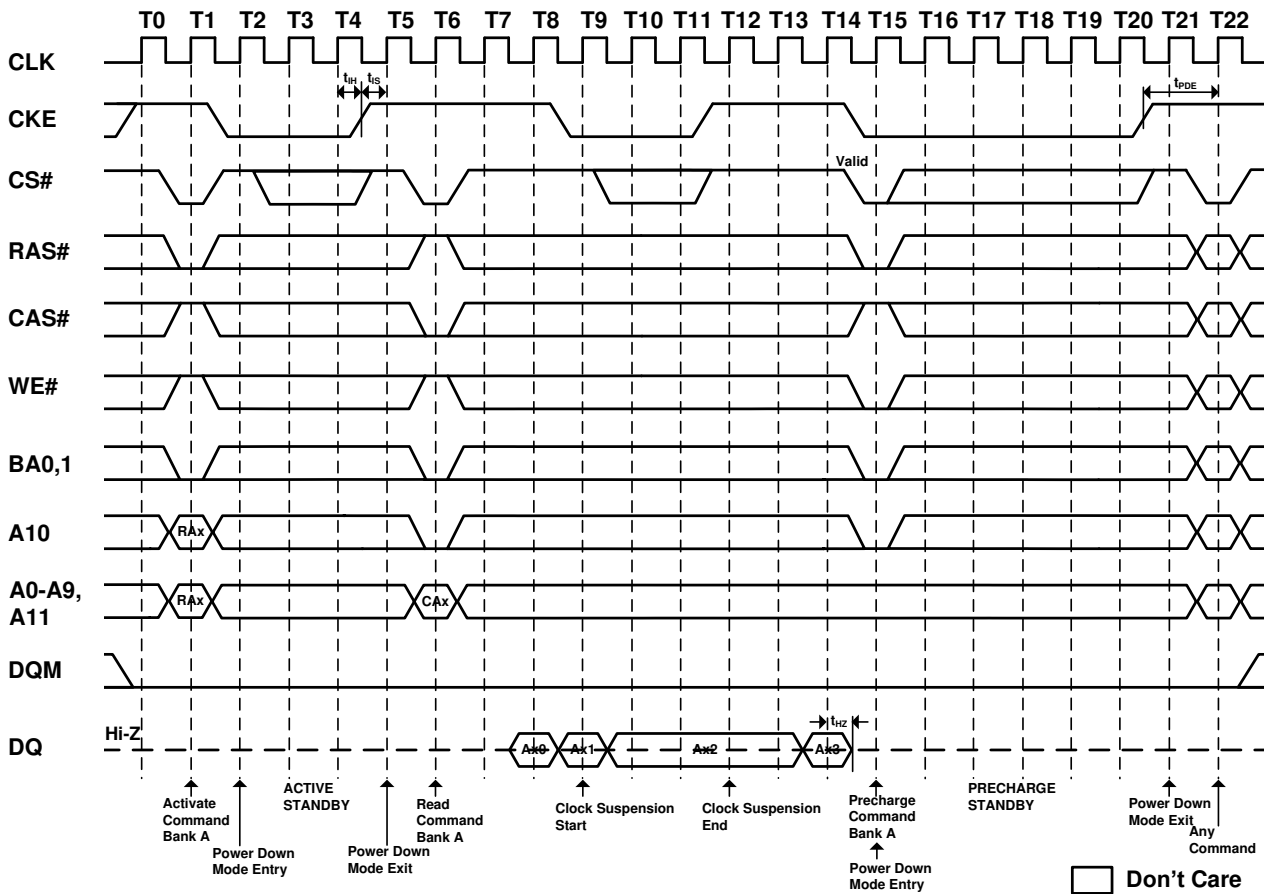 T0 T1 T2 T3 T4 T5 T6 T7 T8 T9 T10 T11 T12 T13 T14 T15 T16 T17 T18 T19 T20 T21 T22
CLK
tIH tIS
tPDE
CKE
Valid
CS#
RAS#
CAS#
WE#
BA0,1
A10
RAx
A0-A9,
A11
RAx
CAx
DQM
Hi-Z
DQ
Ax0
Ax1
Ax2
Ax3
tHZ
Activate
Command
Bank A
ACTIVE
STANDBY
Power Down
Mode Entry
Power Down
Mode Exit
Read
Command
Bank A
Clock Suspension
Start
Clock Suspension
End
Precharge
Command
Bank A
Power Down
Mode Entry
PRECHARGE
STANDBY
Power Down
Mode Exit
Any
Command
Don't Care